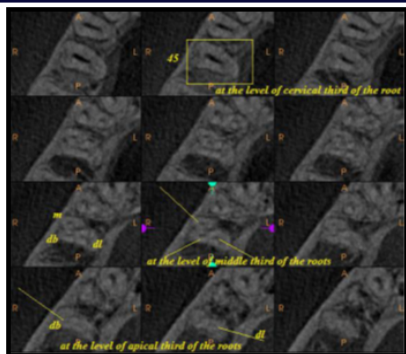 A A A
R L R 45 L R L
P P P
at the level of cervical third of the root
A A A
R L R L R L
P P P
A A A
m
R L R L R L
db dl
P P
at the level of middle third of the roots
A A A
R L R L R L
db dl
P P P
at the level of apical third of the roots